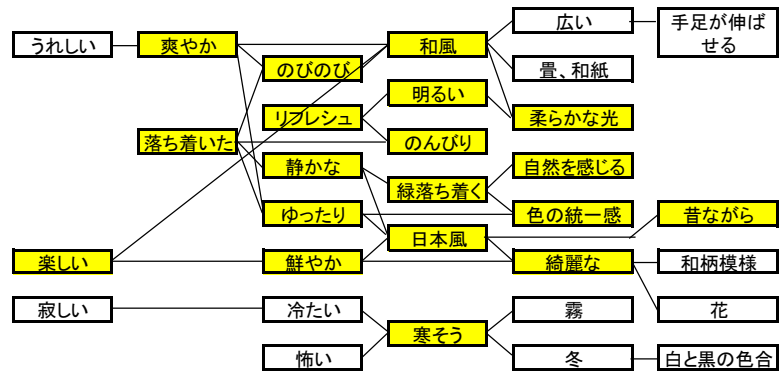 広い
手足が伸ば
せる
うれしい
爽やか
和風
のびのび
畳、和紙
明るい
リフレシュ
柔らかな光
落ち着いた
のんびり
静かな
自然を感じる
緑落ち着く
ゆったり
色の統一感
昔ながら
日本風
楽しい
鮮やか
綺麗な
和柄模様
寂しい
冷たい
霧
花
寒そう
怖い
冬
白と黒の色合